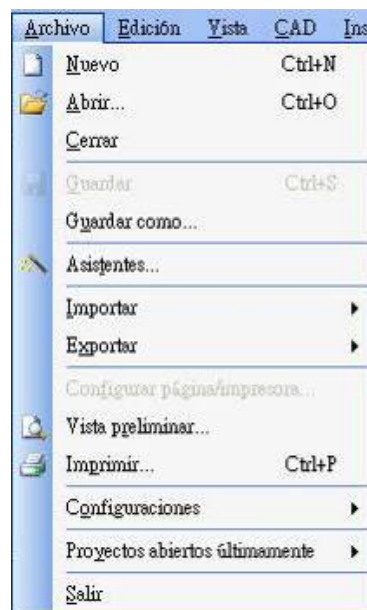 Archivo Edición Vista CAD Ins
Nuevo Ctrl+N
Abrir... Ctrl+O
Cerrar
Guardar Ctrl+S
Guardar como...
Asistentes...
Importar
Exportar
Configurar página/impresora...
Vista preliminar...
Imprimir... Ctrl+P
Configuraciones
Proyectos abiertos últimamente
Salir